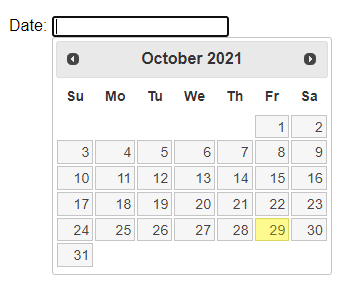 Date:
October 2021
Su Mo Tu We Th Fr Sa
1 2
3 4 5 6 7 8 9
10 11 12 13 14 15 16
17 18 19 20 21 22 23
24 25 26 27 28 29 30
31